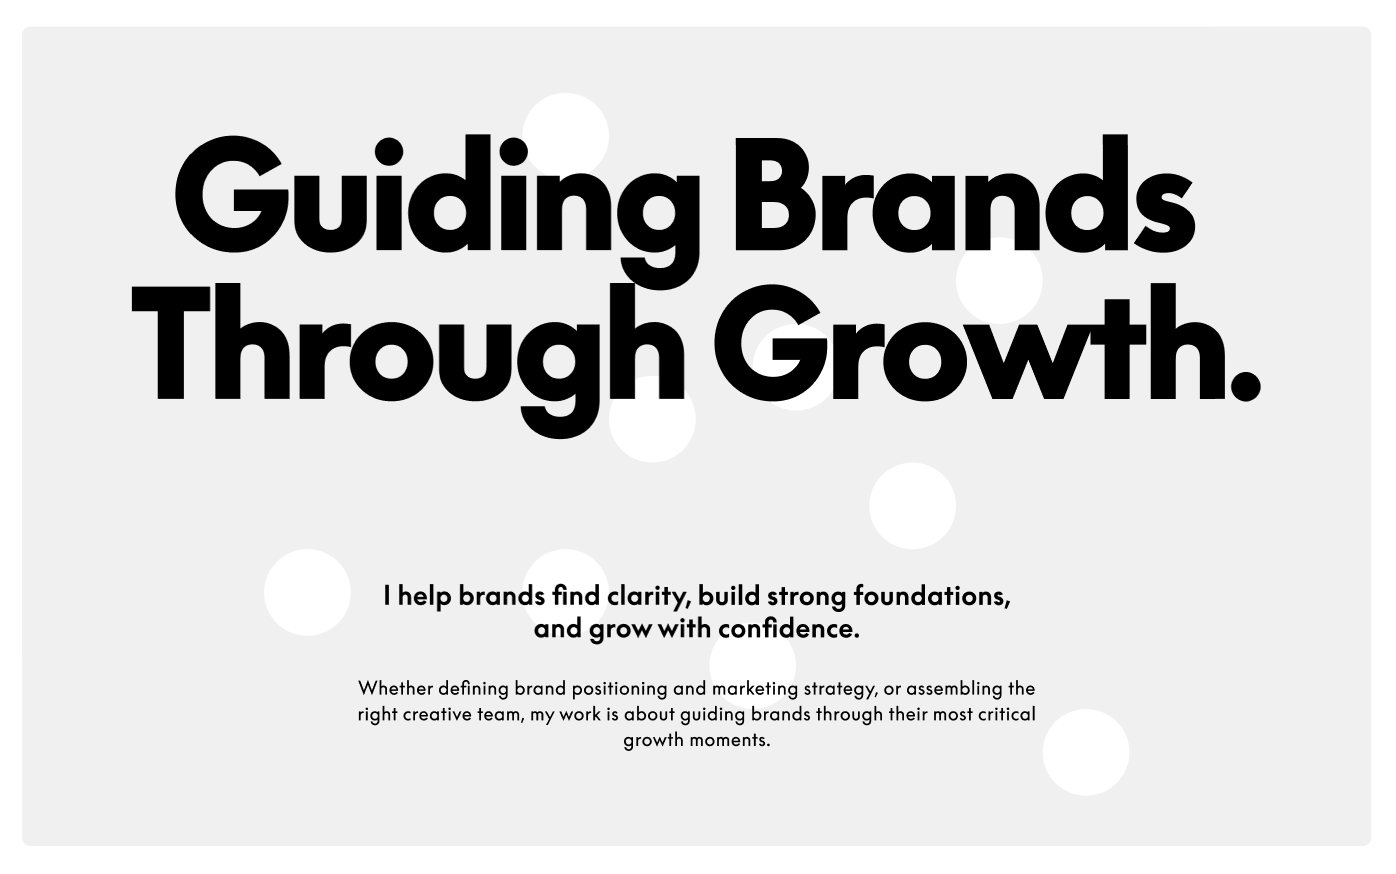 Guiding Brands
Through Growth.
I help brands find clarity, build strong foundations,
and grow with confidence.
Whether defining brand positioning and marketing strategy, or assembling the
right creative team, my work is about guiding brands through their most critical
growth moments.